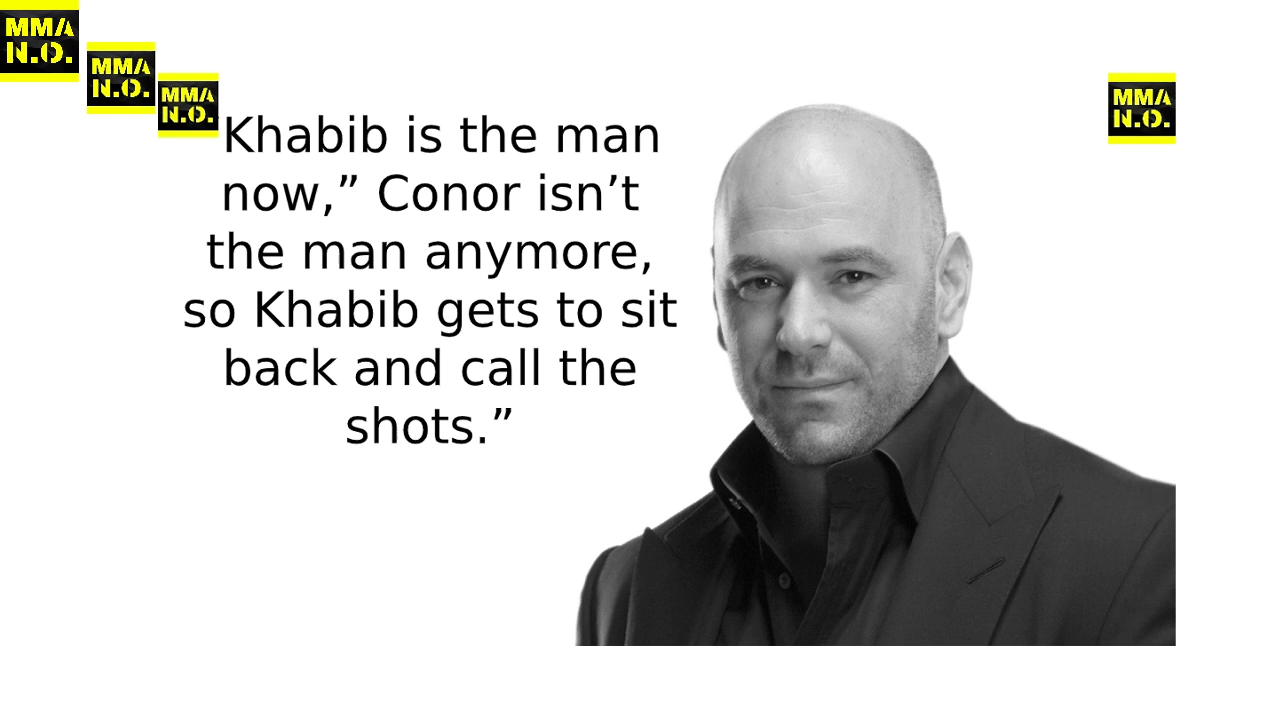 MMA
N.O.
MMA
N.O.
MMA
N.O.
MMA
N.O.
Khabib is the man
now,” Conor isn’t
the man anymore,
so Khabib gets to sit
back and call the
shots.”